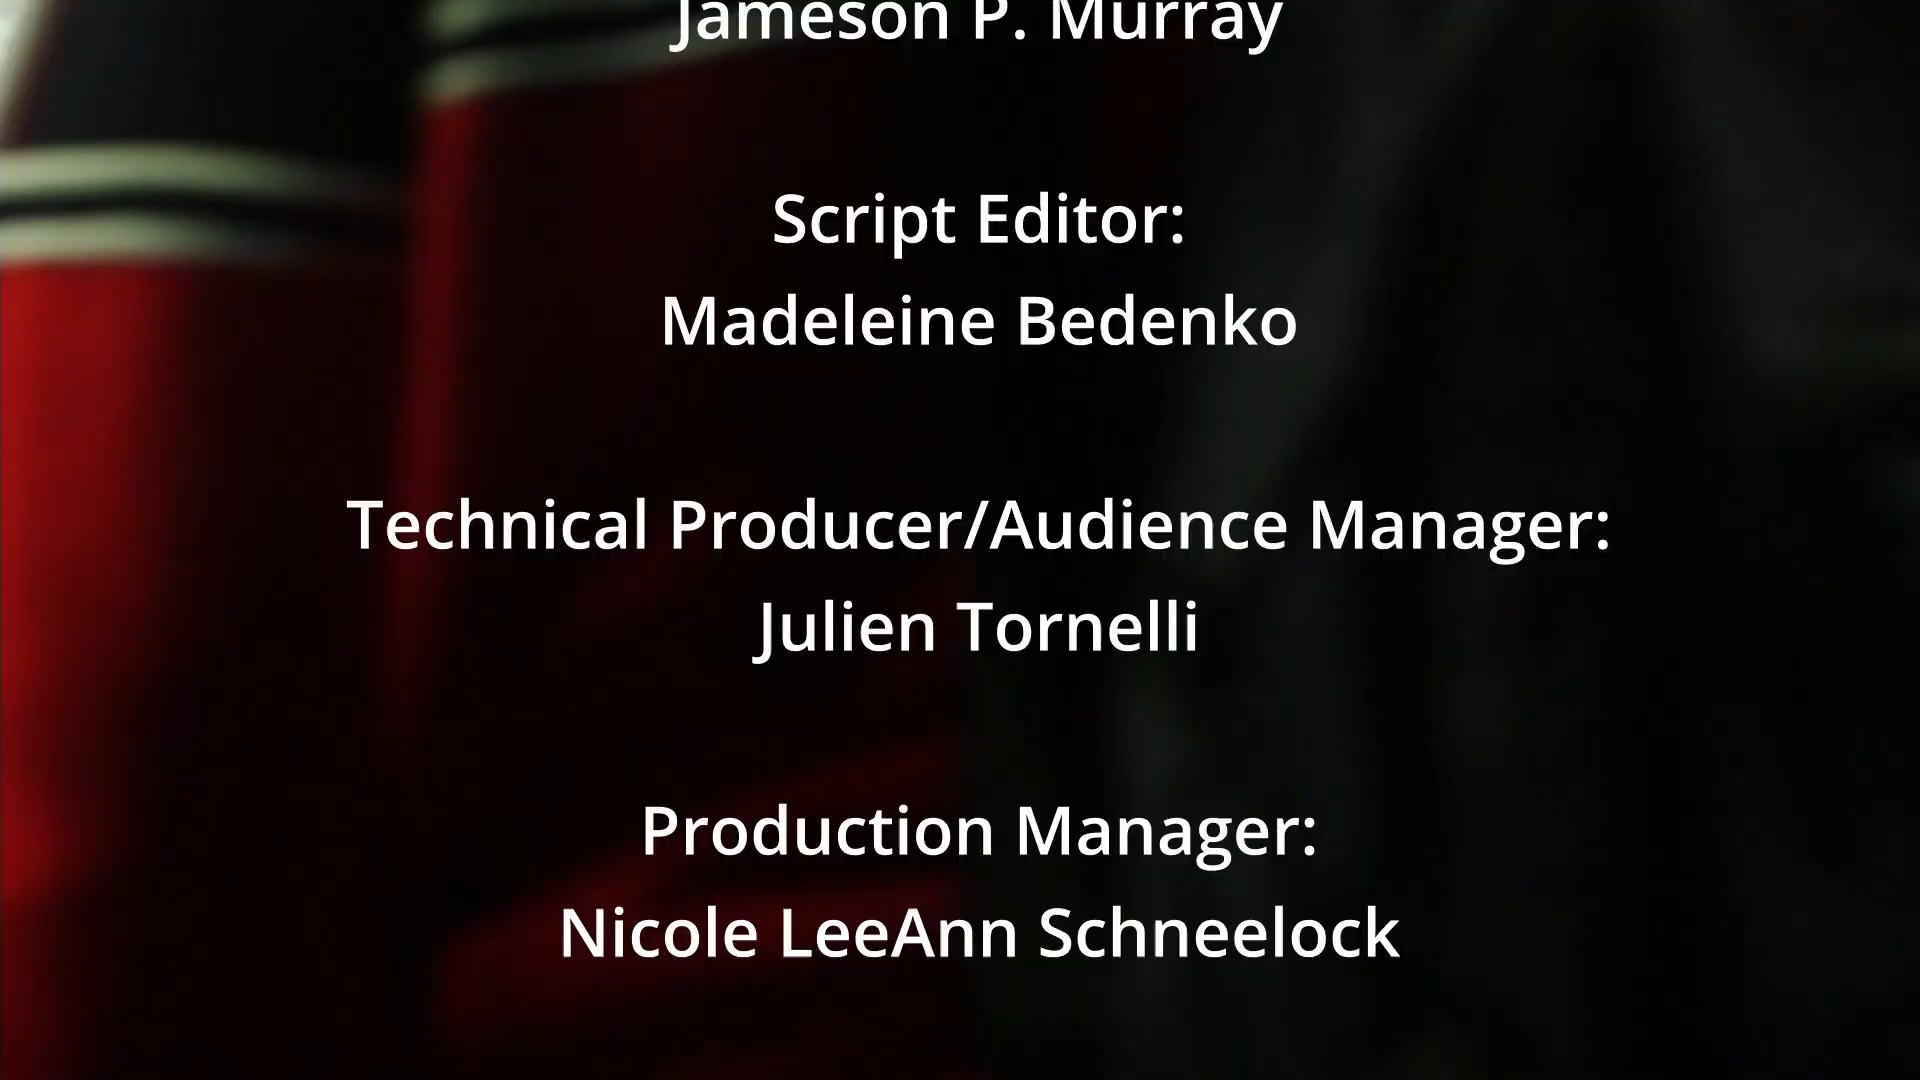 Jameson P. Murray
Script Editor:
Madeleine Bedenko
Technical Producer/Audience Manager:
Julien Tornelli
Production Manager:
Nicole LeeAnn Schneelock